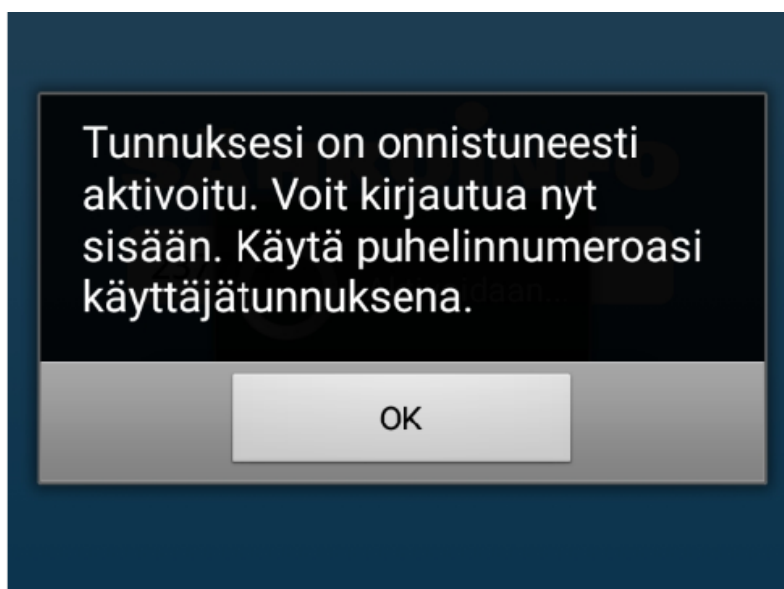 Tunnuksesi on onnistuneesti
aktivoitu. Voit kirjautua nyt
sisään. Käytä puhelinnumeroasi
käyttäjätunnuksena.
OK